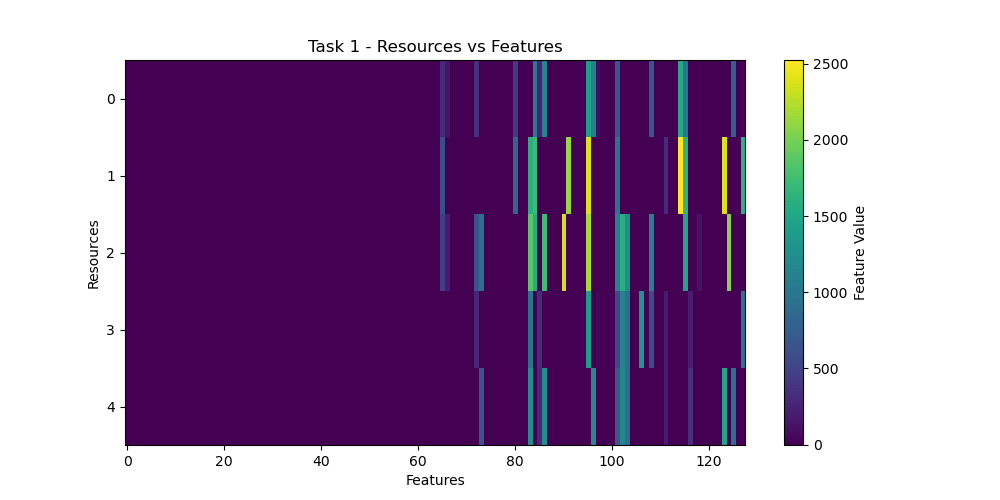 Task 1 - Resources vs Features
0
1
2
3
4
Resources
0 20 40 60 80 100 120
Features
2500
2000
1500
1000
500
0
Feature Value